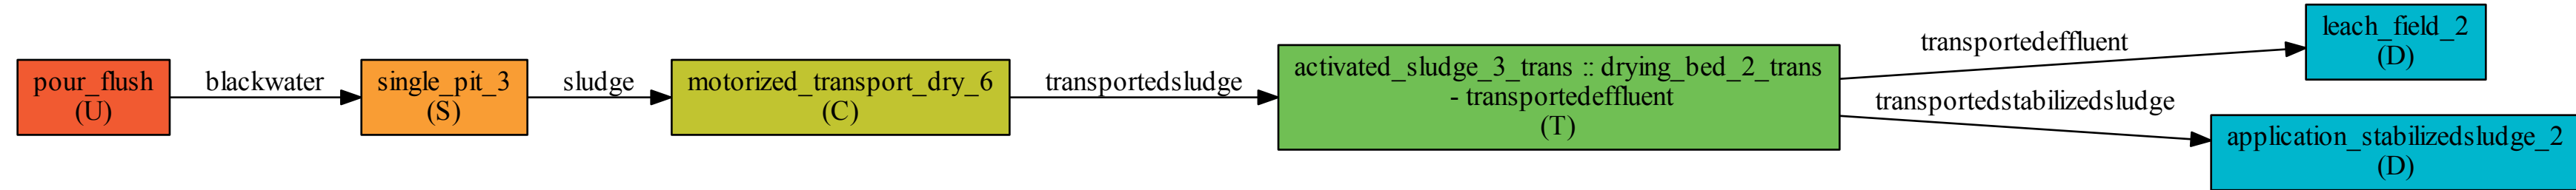 pour_flush
(U)
blackwater
single_pit_3
(S)
sludge
motorized_transport_dry_6
(C)
transportedsludge
activated_sludge_3_trans :: drying_bed_2_trans
- transportedeffluent
(T)
transportedeffluent
leach_field_2
(D)
transportedstabilizedsludge
application_stabilizedsludge_2
(D)